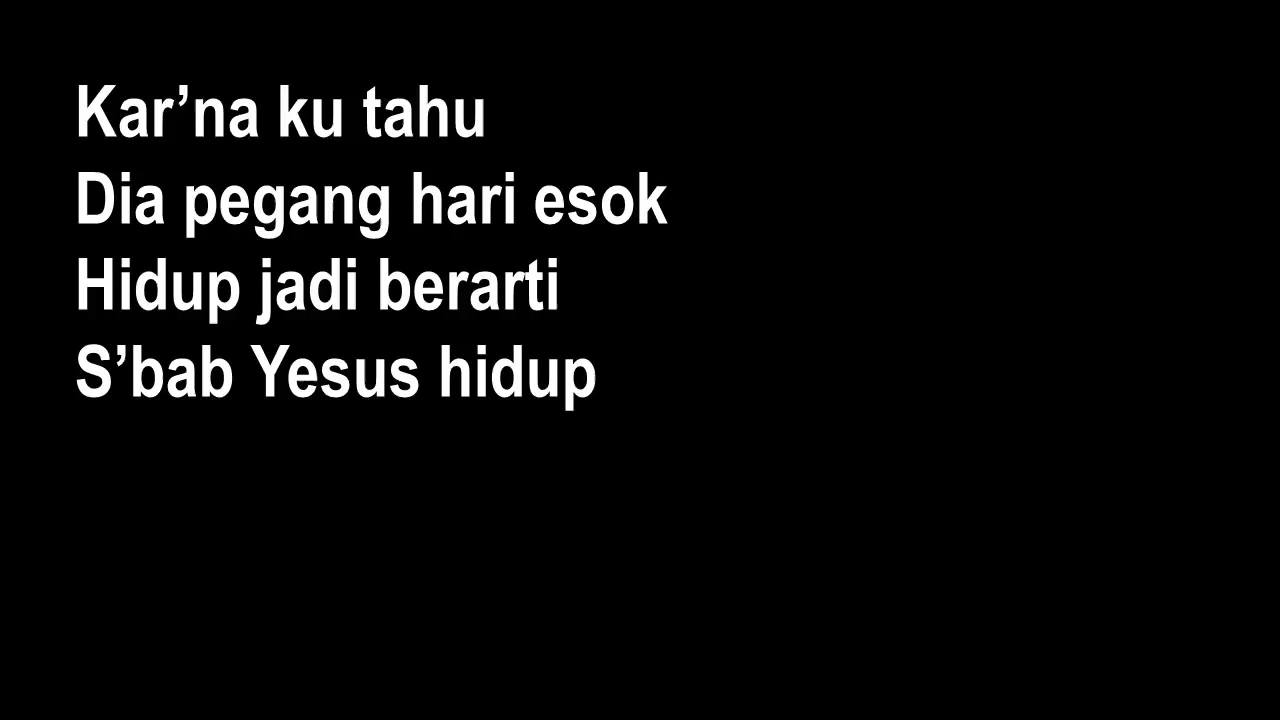 Kar’na ku tahu
Dia pegang hari esok
Hidup jadi berarti
S’bab Yesus hidup